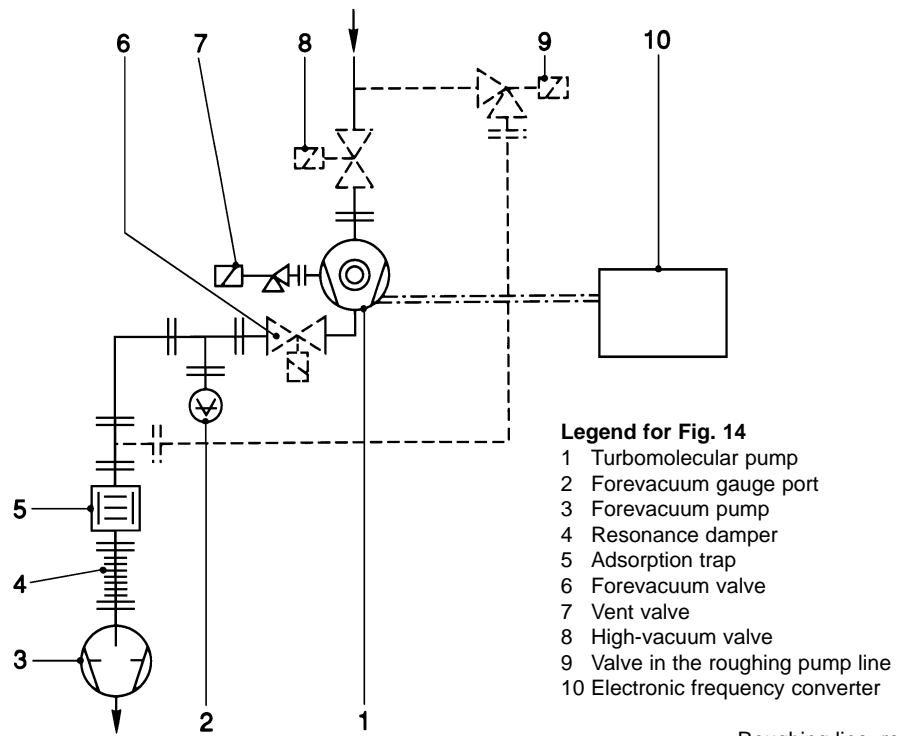 6 7 8 9 10
5
4
3
2 1
Legend for Fig. 14
1 Turbomolecular pump
2 Forevacuum gauge port
3 Forevacuum pump
4 Resonance damper
5 Adsorption trap
6 Forevacuum valve
7 Vent valve
8 High-vacuum valve
9 Valve in the roughing pump line
10 Electronic frequency converter